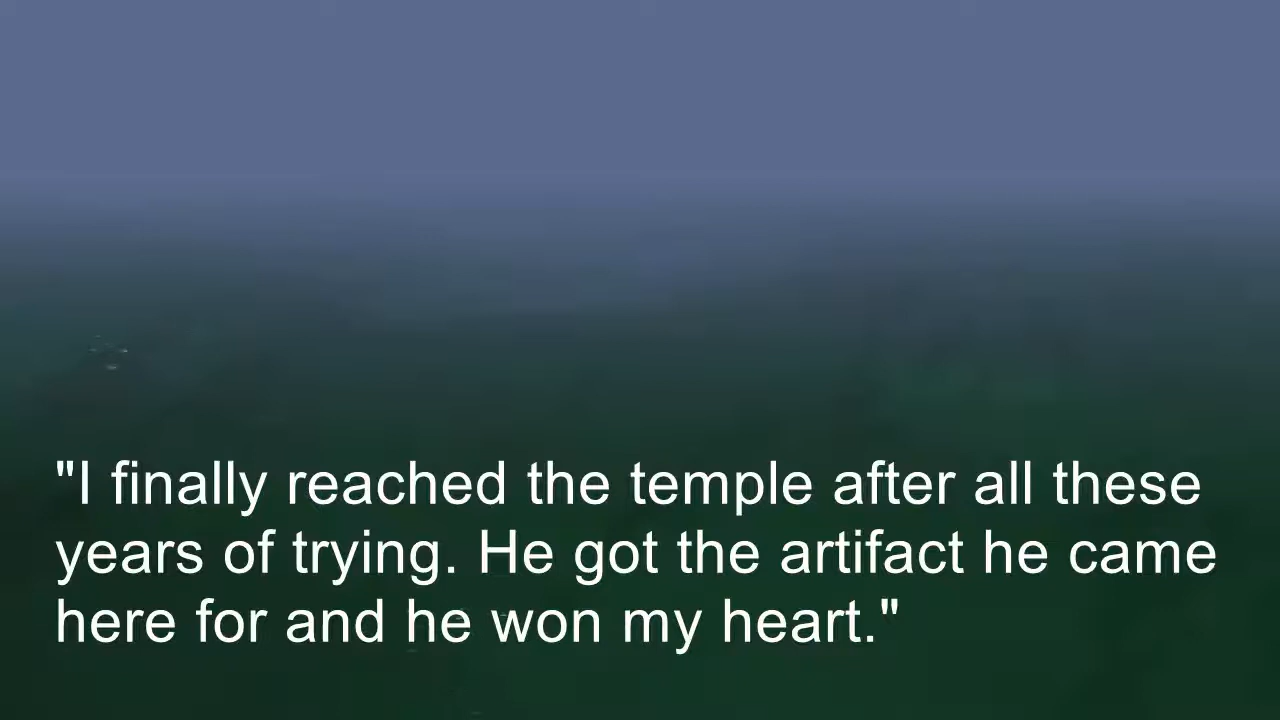 "I finally reached the temple after all these
years of trying. He got the artifact he came
here for and he won my heart."